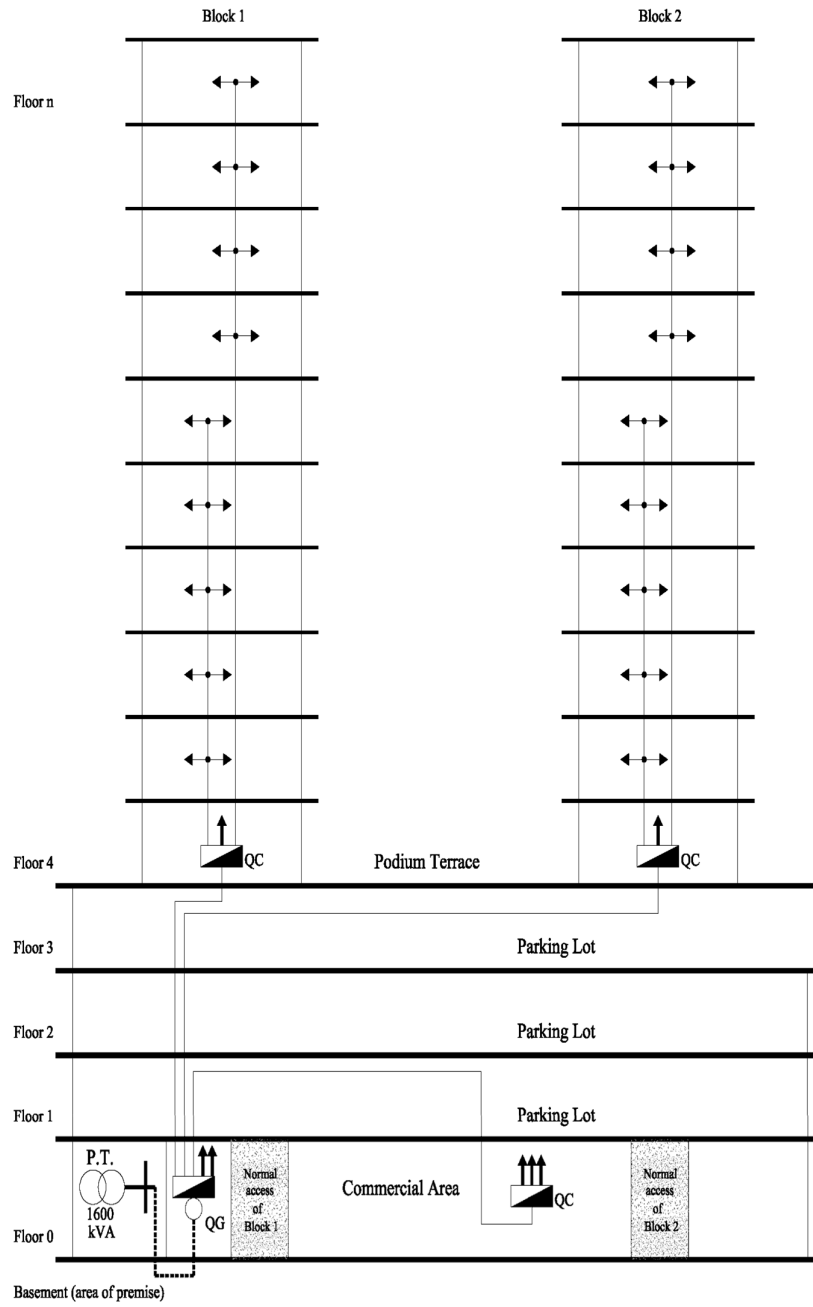 Block 1
Block 2
Floor n
Floor 4
QC
Podium Terrace
QC
Floor 3
Parking Lot
Floor 2
Parking Lot
Floor 1
Parking Lot
P.T.
1600
kVA
QG
Normal
access
of
Block 1
Commercial Area
QC
Normal
access
of
Block 2
Floor 0
Basement (area of premise)